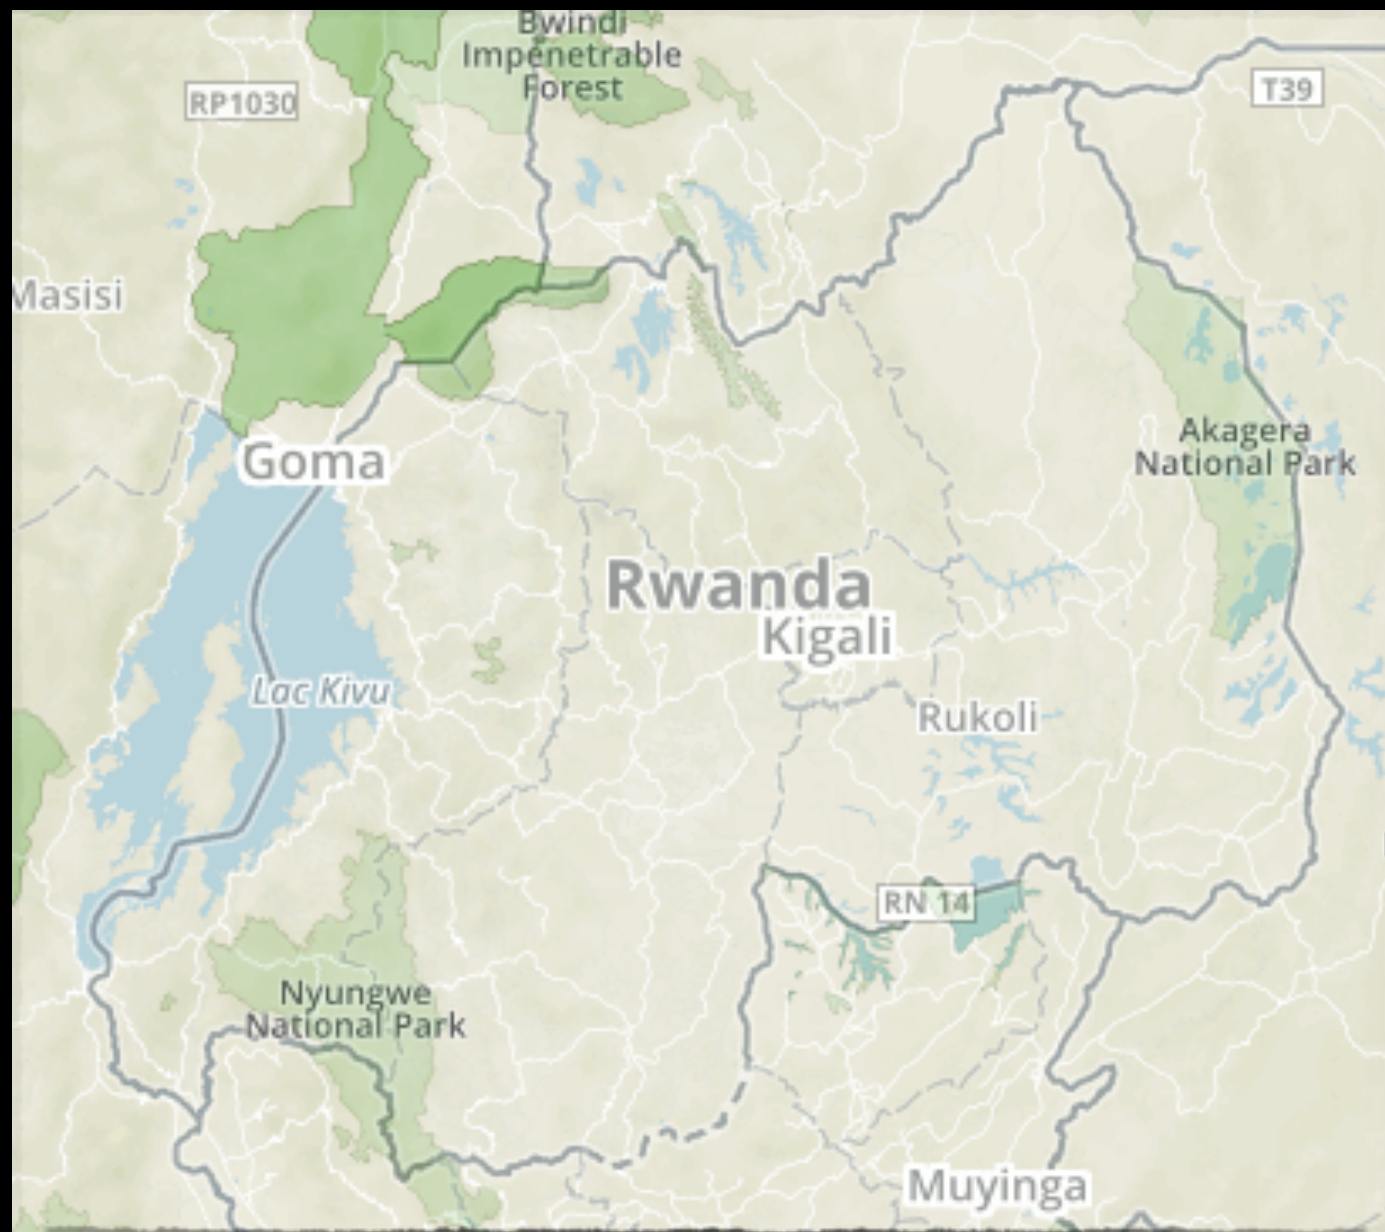 Bwindi
Impenetrable
Forest
RP1030
T39
Masisi
Akagera
National Park
Goma
Rwanda
Kigali
Lac Kivu
Rukoli
RN 14
Nyungwe
National Park
Muyinga